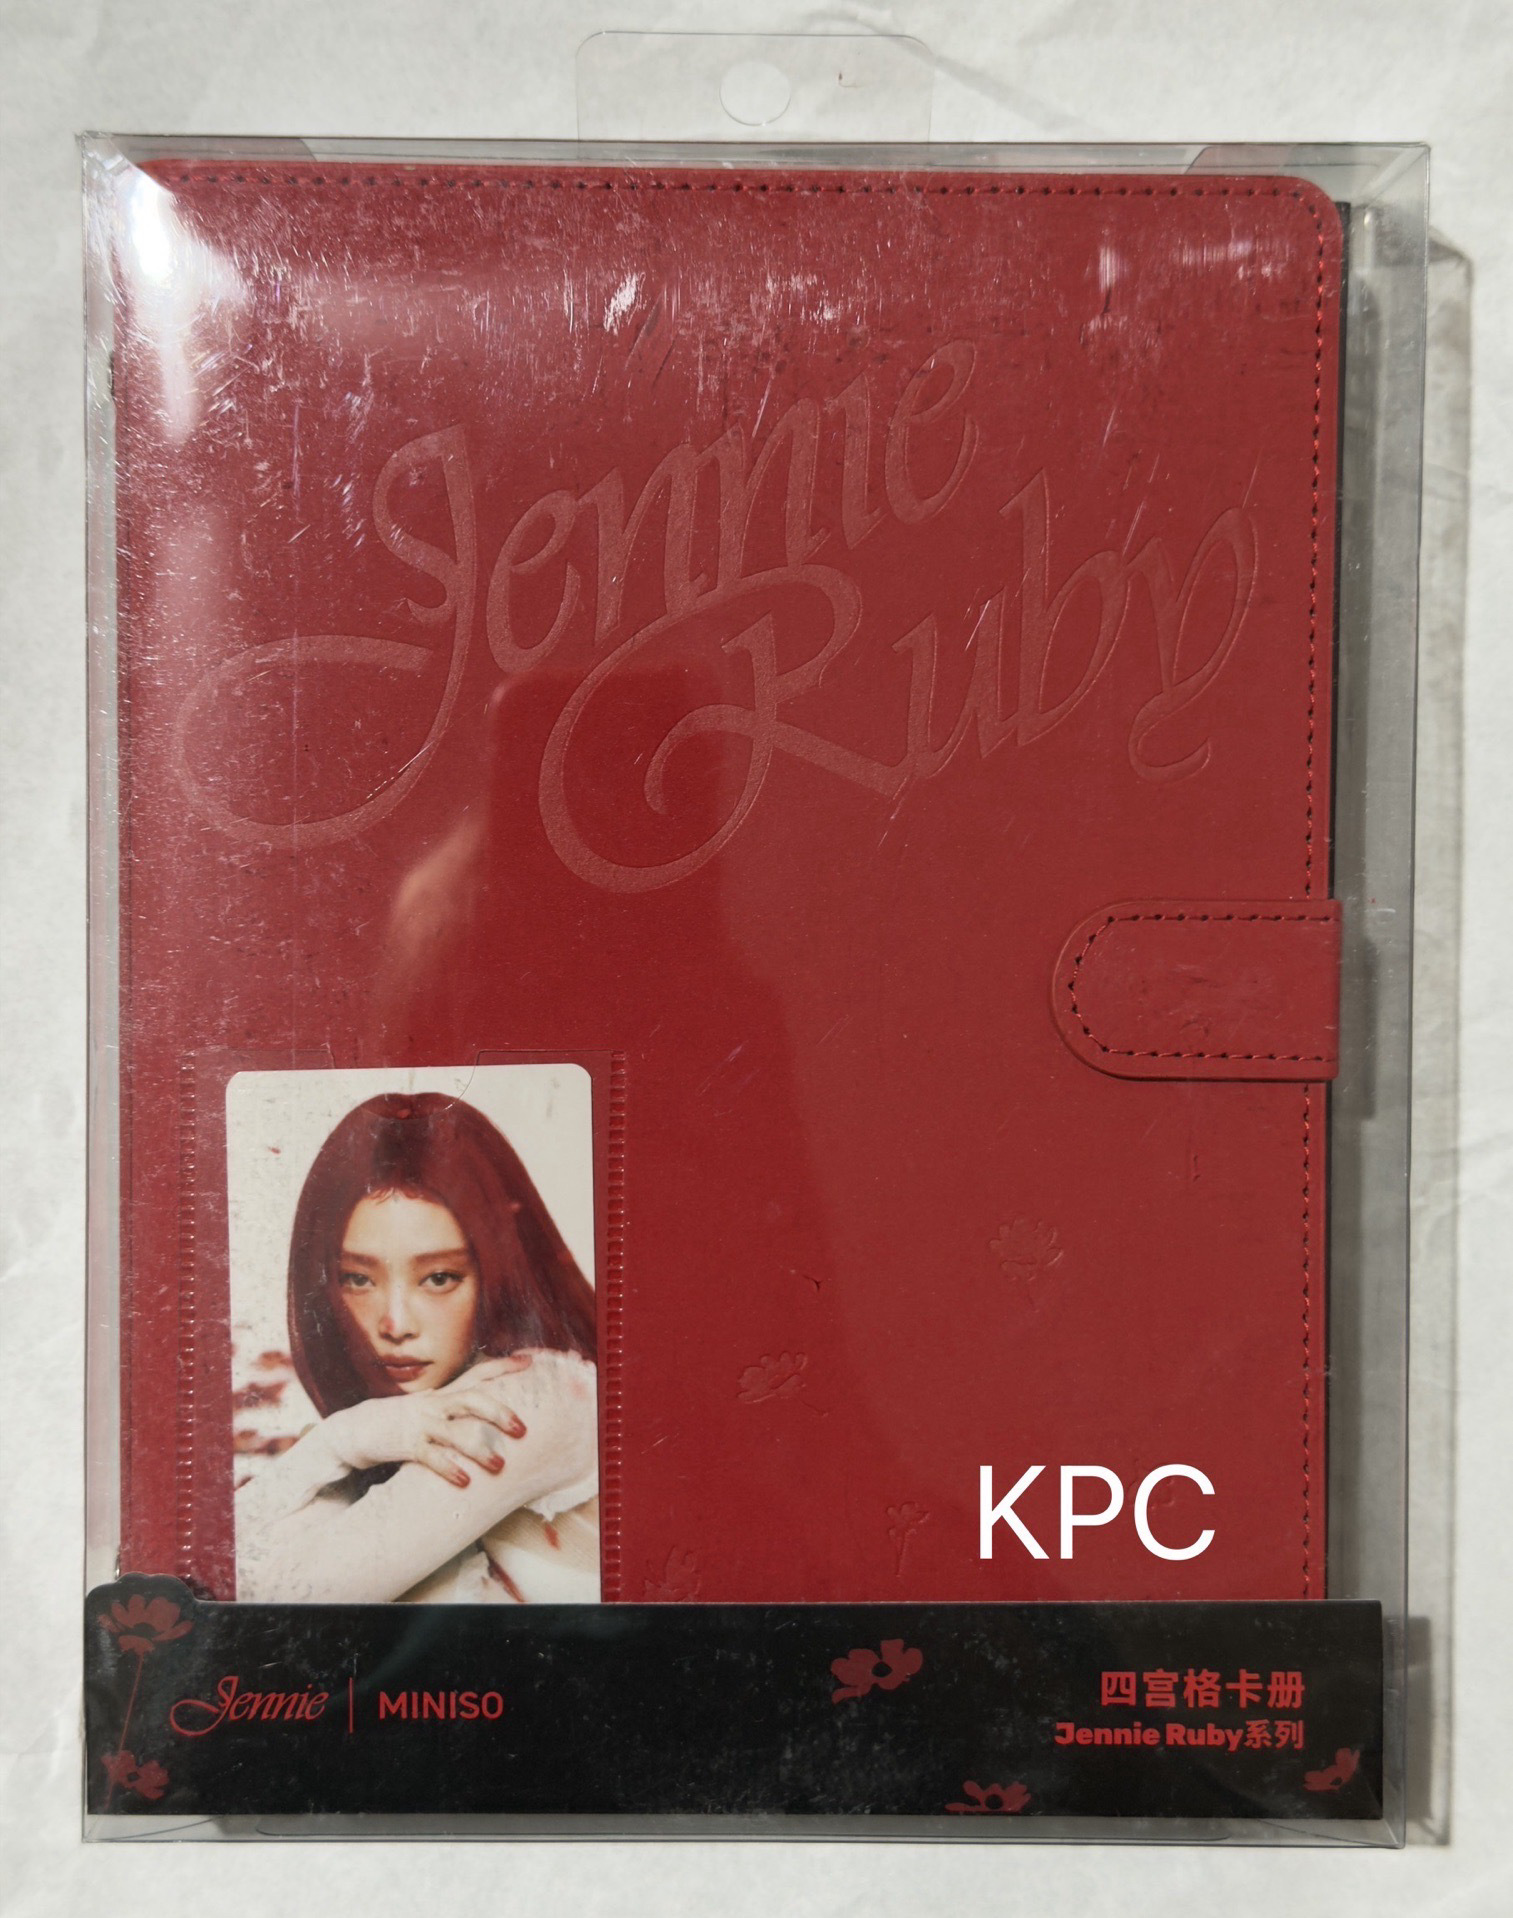 Jennie
Ruby
KPC
Jennie | MINISO
四宫格卡册
Jennie Ruby系列